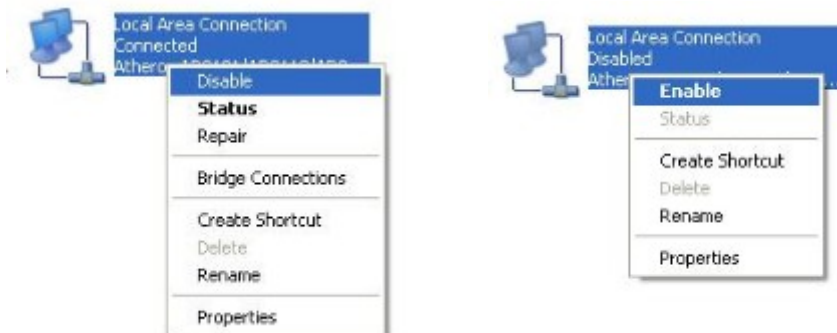 Local Area Connection
Connected
Disable
Status
Repair
Bridge Connections
Create Shortcut
Delete
Rename
Properties
Local Area Connection
Disabled
Enable
Status
Create Shortcut
Delete
Rename
Properties